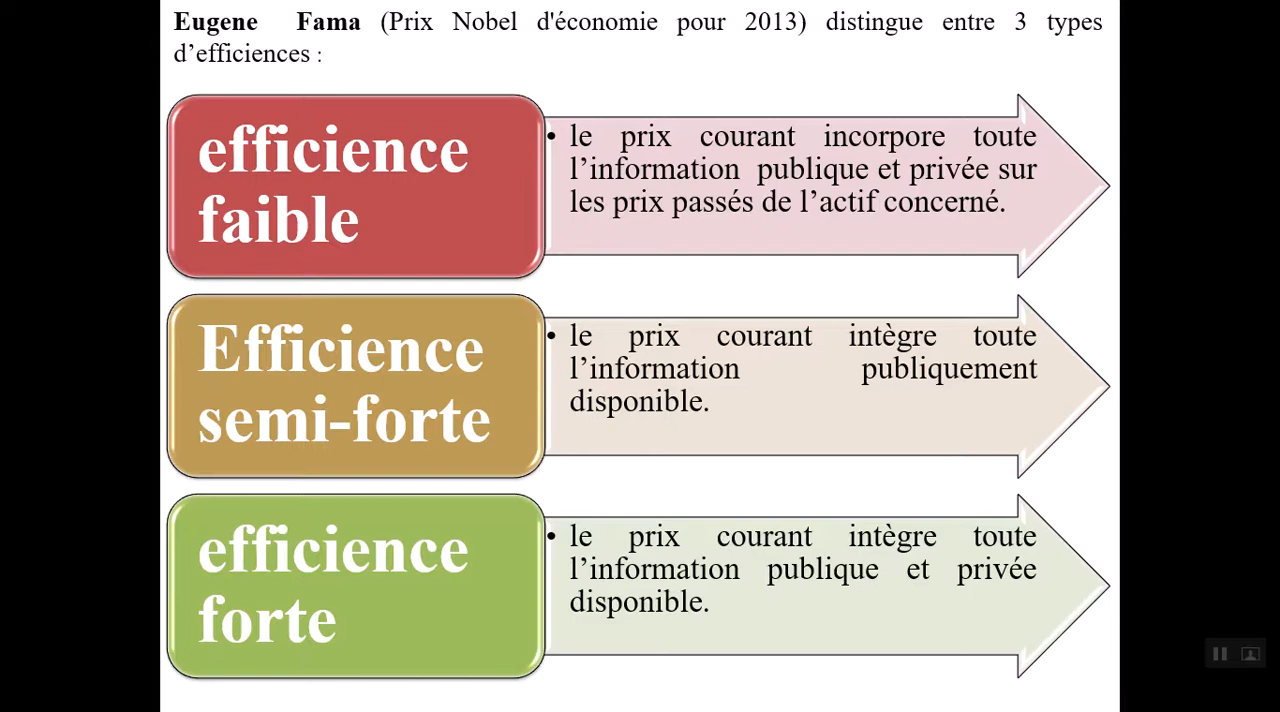 Eugene Fama (Prix Nobel d'économie pour 2013) distingue entre 3 types
d’efficiences :
efficience
faible
• le prix courant incorpore toute
l’information publique et privée sur
les prix passés de l’actif concerné.
Efficience
semi-forte
• le prix courant intègre toute
l’information publiquement
disponible.
efficience
forte
• le prix courant intègre toute
l’information publique et privée
disponible.